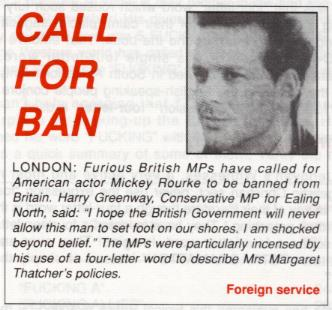 CALL
FOR
BAN
LONDON: Furious British MPs have called for
American actor Mickey Rourke to be banned from
Britain. Harry Greenway, Conservative MP for Ealing
North, said: "I hope the British Government will never
allow this man to set foot on our shores. I am shocked
beyond belief." The MPs were particularly incensed by
his use of a four-letter word to describe Mrs Margaret
Thatcher's policies.
Foreign service